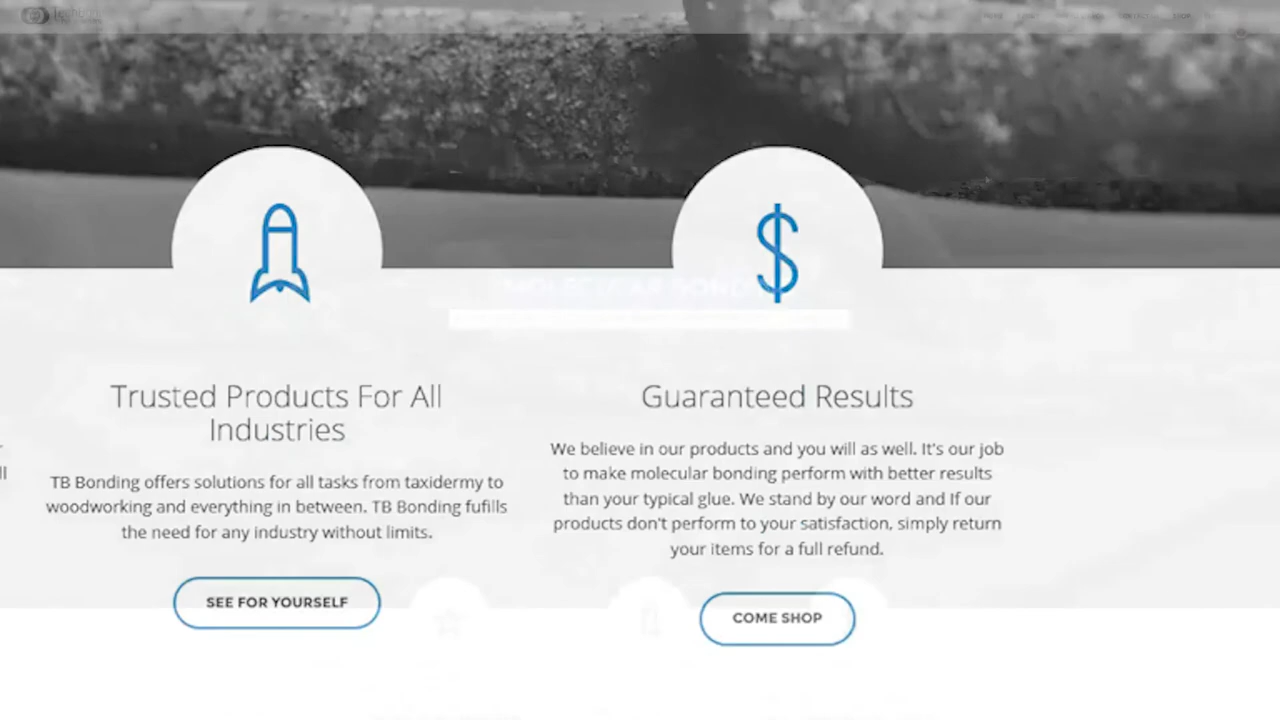 Trusted Products For All
Industries
TB Bonding offers solutions for all tasks from taxidermy to
woodworking and everything in between. TB Bonding fufills
the need for any industry without limits.
SEE FOR YOURSELF
Guaranteed Results
We believe in our products and you will as well. It's our job
to make molecular bonding perform with better results
than your typical glue. We stand by our word and If our
products don't perform to your satisfaction, simply return
your items for a full refund.
COME SHOP